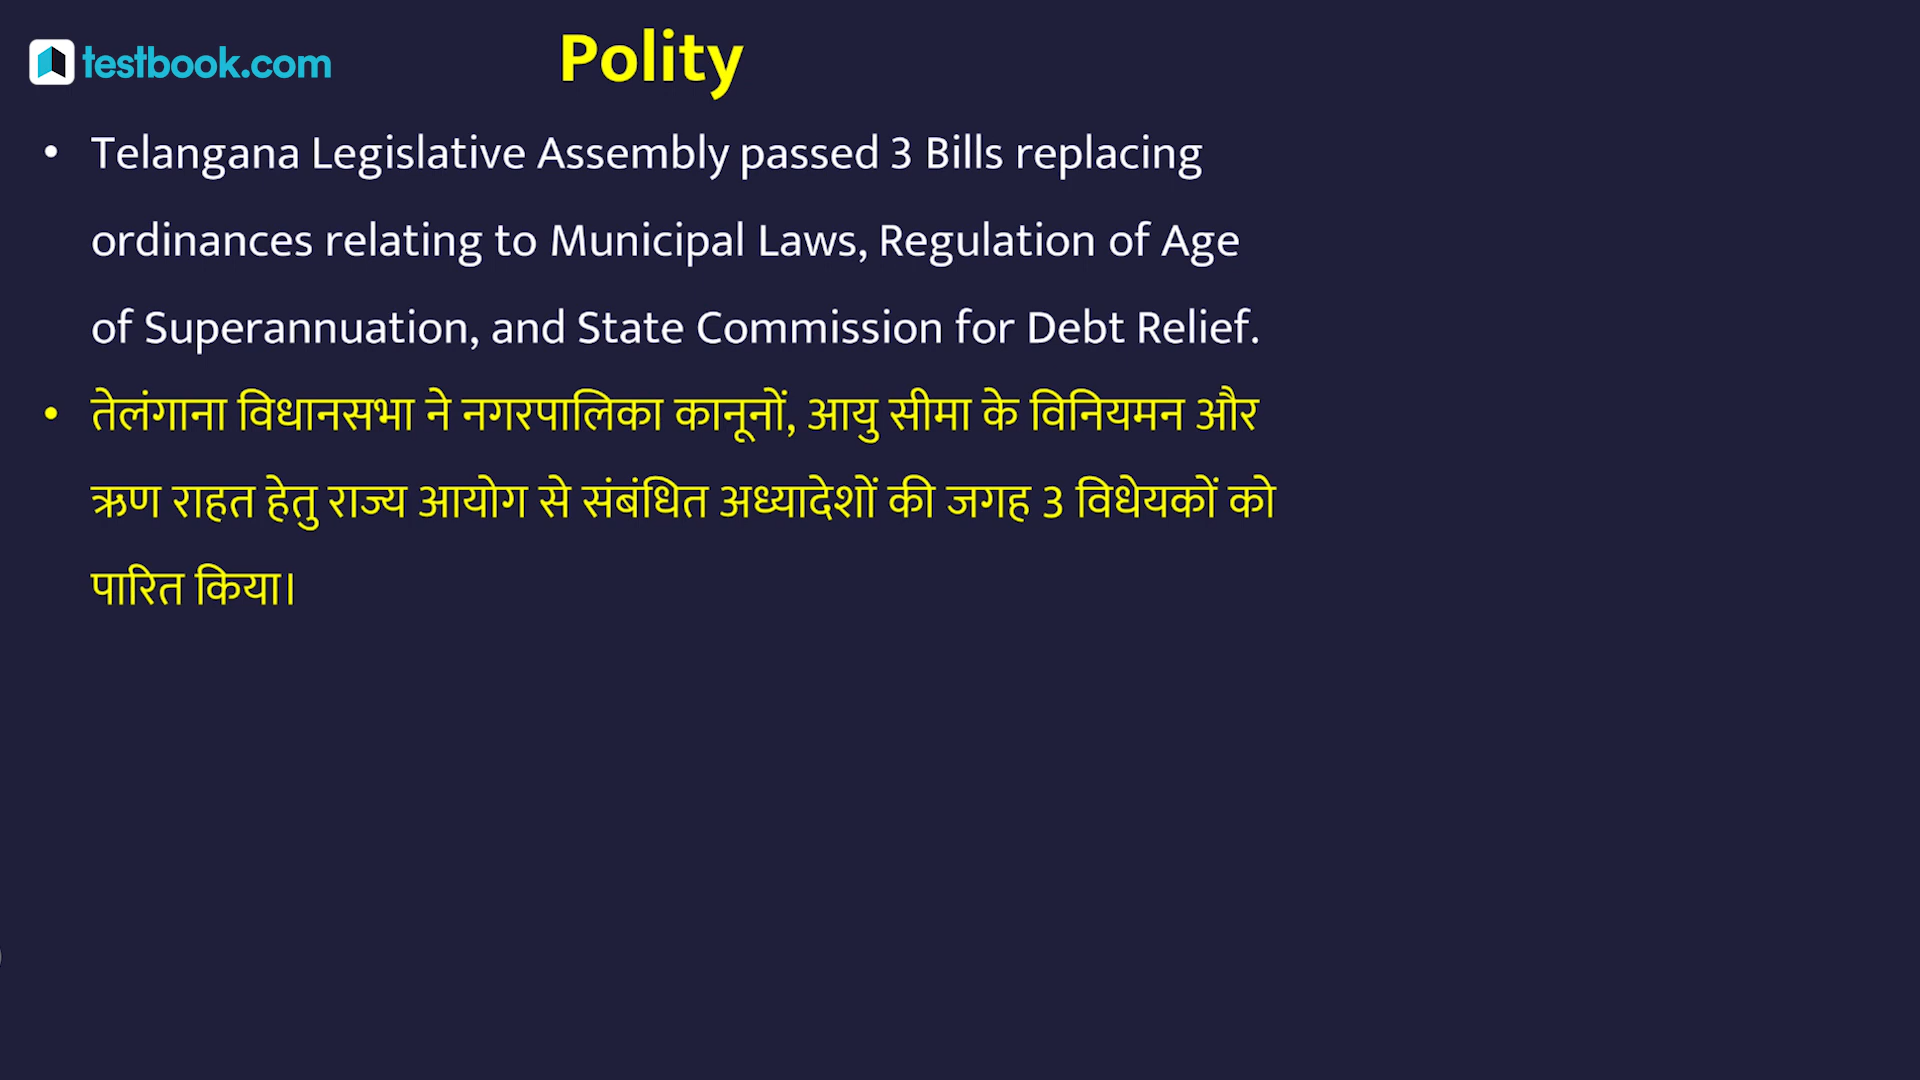 testbook.com
Polity
• Telangana Legislative Assembly passed 3 Bills replacing
ordinances relating to Municipal Laws, Regulation of Age
of Superannuation, and State Commission for Debt Relief.
• तेलंगाना विधानसभा ने नगरपालिका कानूनों, आयु सीमा के विनियमन और
ऋण राहत हेतु राज्य आयोग से संबंधित अध्यादेशों की जगह 3 विधेयकों को
पारित किया।